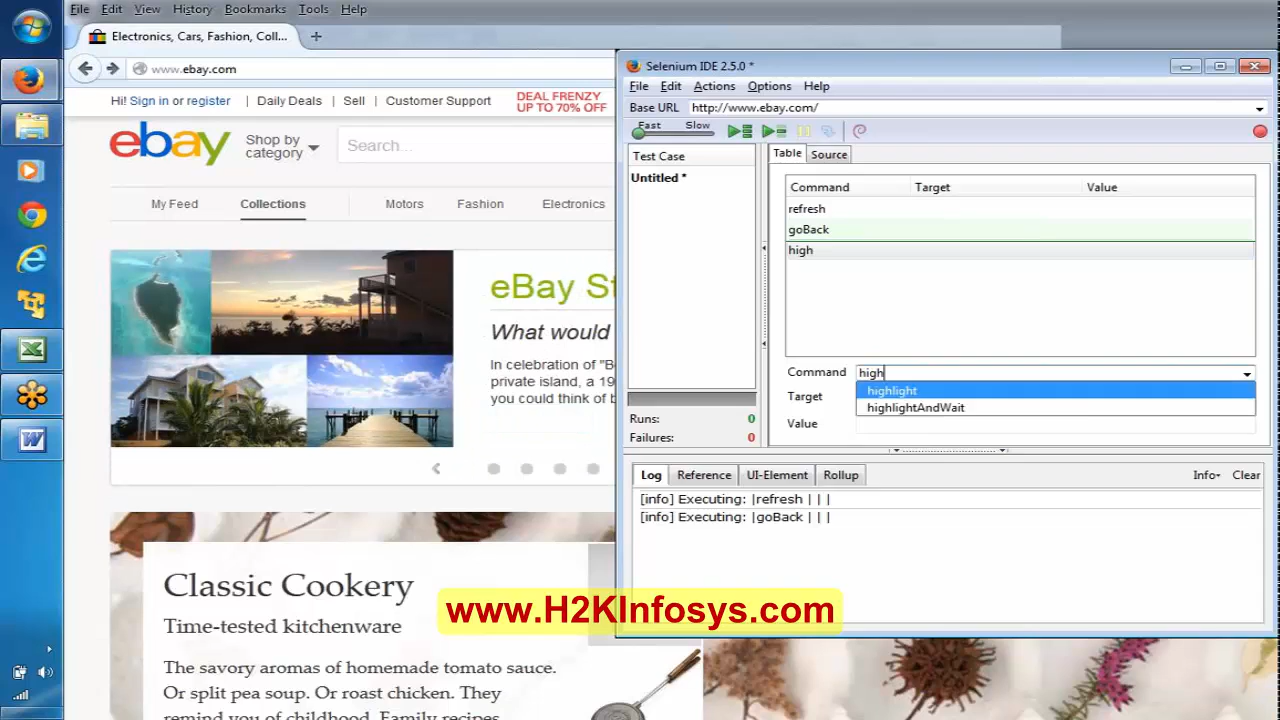 File Edit View History Bookmarks Tools Help
Electronics, Cars, Fashion, Coll...
www.ebay.com
Hi! Sign in or register | Daily Deals | Sell | Customer Support
DEAL FRENZY
UP TO 70% OFF
ebay
Shop by
category
Search...
My Feed Collections Motors Fashion Electronics
eBay St
What would
In celebration of "B
private island, a 19
you could think of b
Classic Cookery
Time-tested kitchenware
The savory aromas of homemade tomato sauce.
Or split pea soup. Or roast chicken. They
remind you of childhood. Family recipes
Selenium IDE 2.5.0 *
File Edit Actions Options Help
Base URL http://www.ebay.com/
Fast Slow
Test Case
Untitled *
Table Source
Command Target Value
refresh
goBack
high
Command high
highlight
highlightAndWait
Target
Value
Runs: 0
Failures: 0
Log Reference UI-Element Rollup Info Clear
[info] Executing: |refresh | | |
[info] Executing: |goBack | | |
www.H2KInfosys.com